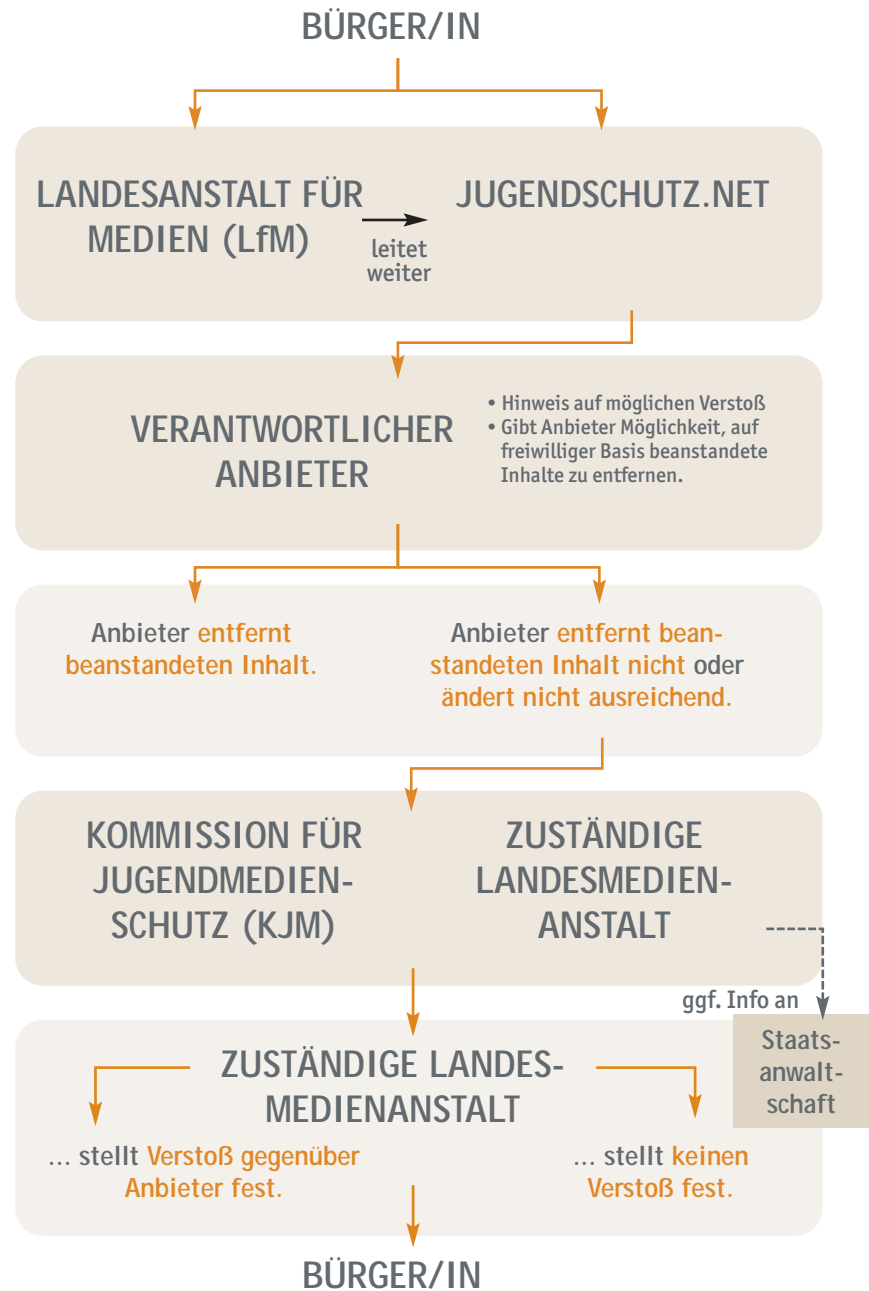 BÜRGER/IN
LANDESANSTALT FÜR
MEDIEN (LfM)
leitet
weiter
JUGENDSCHUTZ.NET
VERANTWORTLICHER
ANBIETER
• Hinweis auf möglichen Verstoß
• Gibt Anbieter Möglichkeit, auf
freiwilliger Basis beanstandete
Inhalte zu entfernen.
Anbieter entfernt
beanstandeten Inhalt.
Anbieter entfernt bean-
standeten Inhalt nicht oder
ändert nicht ausreichend.
KOMMISSION FÜR
JUGENDMEDIEN-
SCHUTZ (KJM)
ZUSTÄNDIGE
LANDESMEDIEN-
ANSTALT
ggf. Info an
Staats-
anwalt-
schaft
ZUSTÄNDIGE LANDES-
MEDIENANSTALT
... stellt Verstoß gegenüber
Anbieter fest.
... stellt keinen
Verstoß fest.
BÜRGER/IN